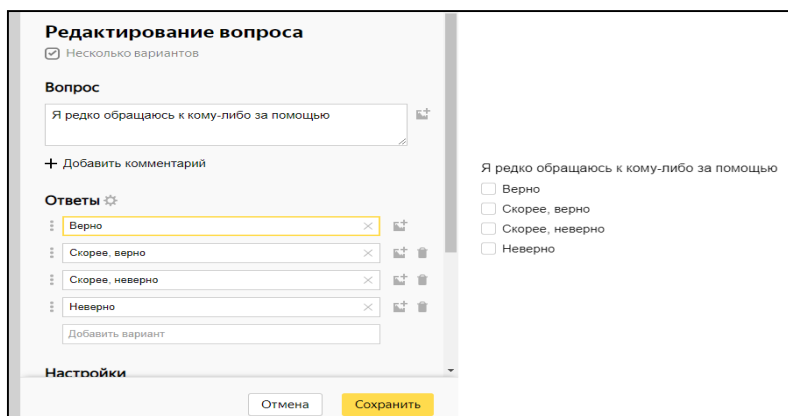 Редактирование вопроса
Несколько вариантов
Вопрос
Я редко обращаюсь к кому-либо за помощью
Добавить комментарий
Ответы
Верно
Скорее, верно
Скорее, неверно
Неверно
Добавить вариант
Настройки
Отмена
Сохранить
Я редко обращаюсь к кому-либо за помощью
Верно
Скорее, верно
Скорее, неверно
Неверно